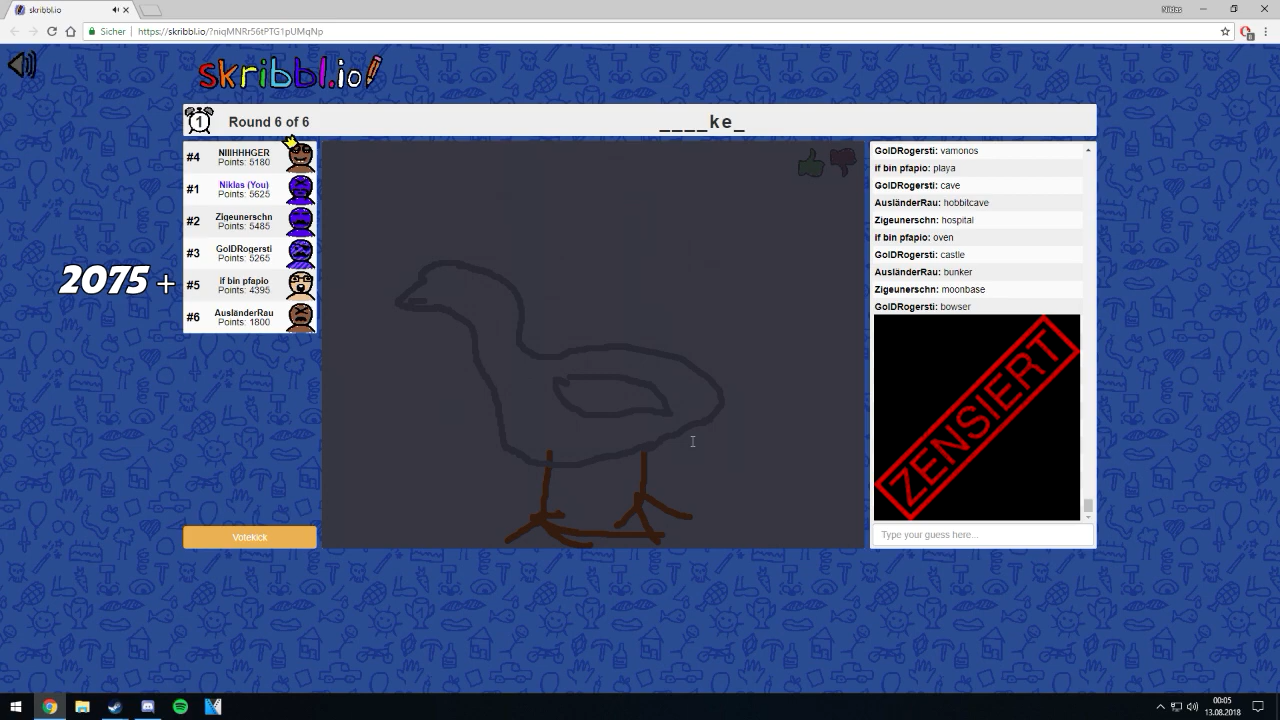 skribbl.io
Niklas
Sicher
https://skribbl.io/?niqMNRr56tPTG1pUMqNp
skribbl.io
1
Round 6 of 6
____ke_
#4 NIIIHHHGER
Points: 5180
#1 Niklas (You)
Points: 5625
#2 Zigeunerschn
Points: 5485
#3 GolDRogersti
Points: 5265
#5 if bin pfapio
Points: 4395
#6 AusländerRau
Points: 1800
2075 +
Votekick
GolDRogersti: vamonos
if bin pfapio: playa
GolDRogersti: cave
AusländerRau: hobbitcave
Zigeunerschn: hospital
if bin pfapio: oven
GolDRogersti: castle
AusländerRau: bunker
Zigeunerschn: moonbase
GolDRogersti: bowser
ZENSIERT
Type your guess here...
00:05
13.08.2018